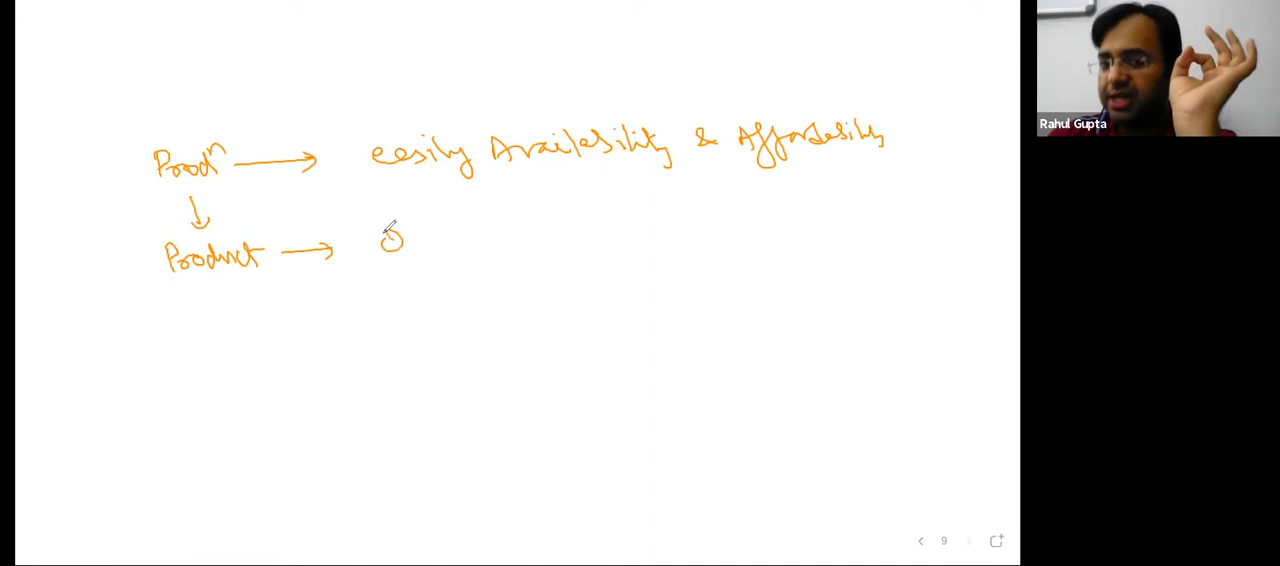 Prodⁿ → easily Availability & Affordability
↓
Product →
Rahul Gupta
9